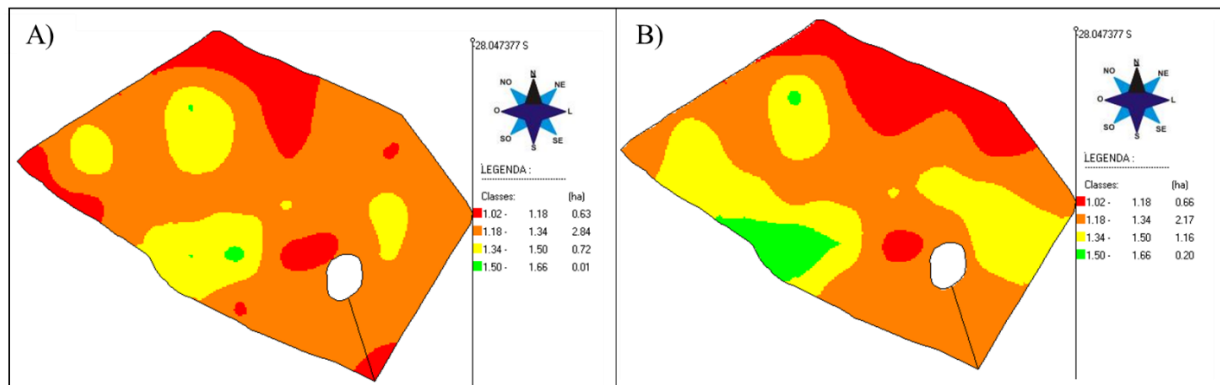 A)
28.047377 S
N
NO
NE
O
L
SO
SE
S
LEGENDA :
Classes: (ha)
1.02 - 1.18 0.63
1.18 - 1.34 2.84
1.34 - 1.50 0.72
1.50 - 1.66 0.01
B)
-28.047377 S
N
NO
NE
O
L
SO
SE
S
LEGENDA :
Classes: (ha)
1.02 - 1.18 0.66
1.18 - 1.34 2.17
1.34 - 1.50 1.16
1.50 - 1.66 0.20